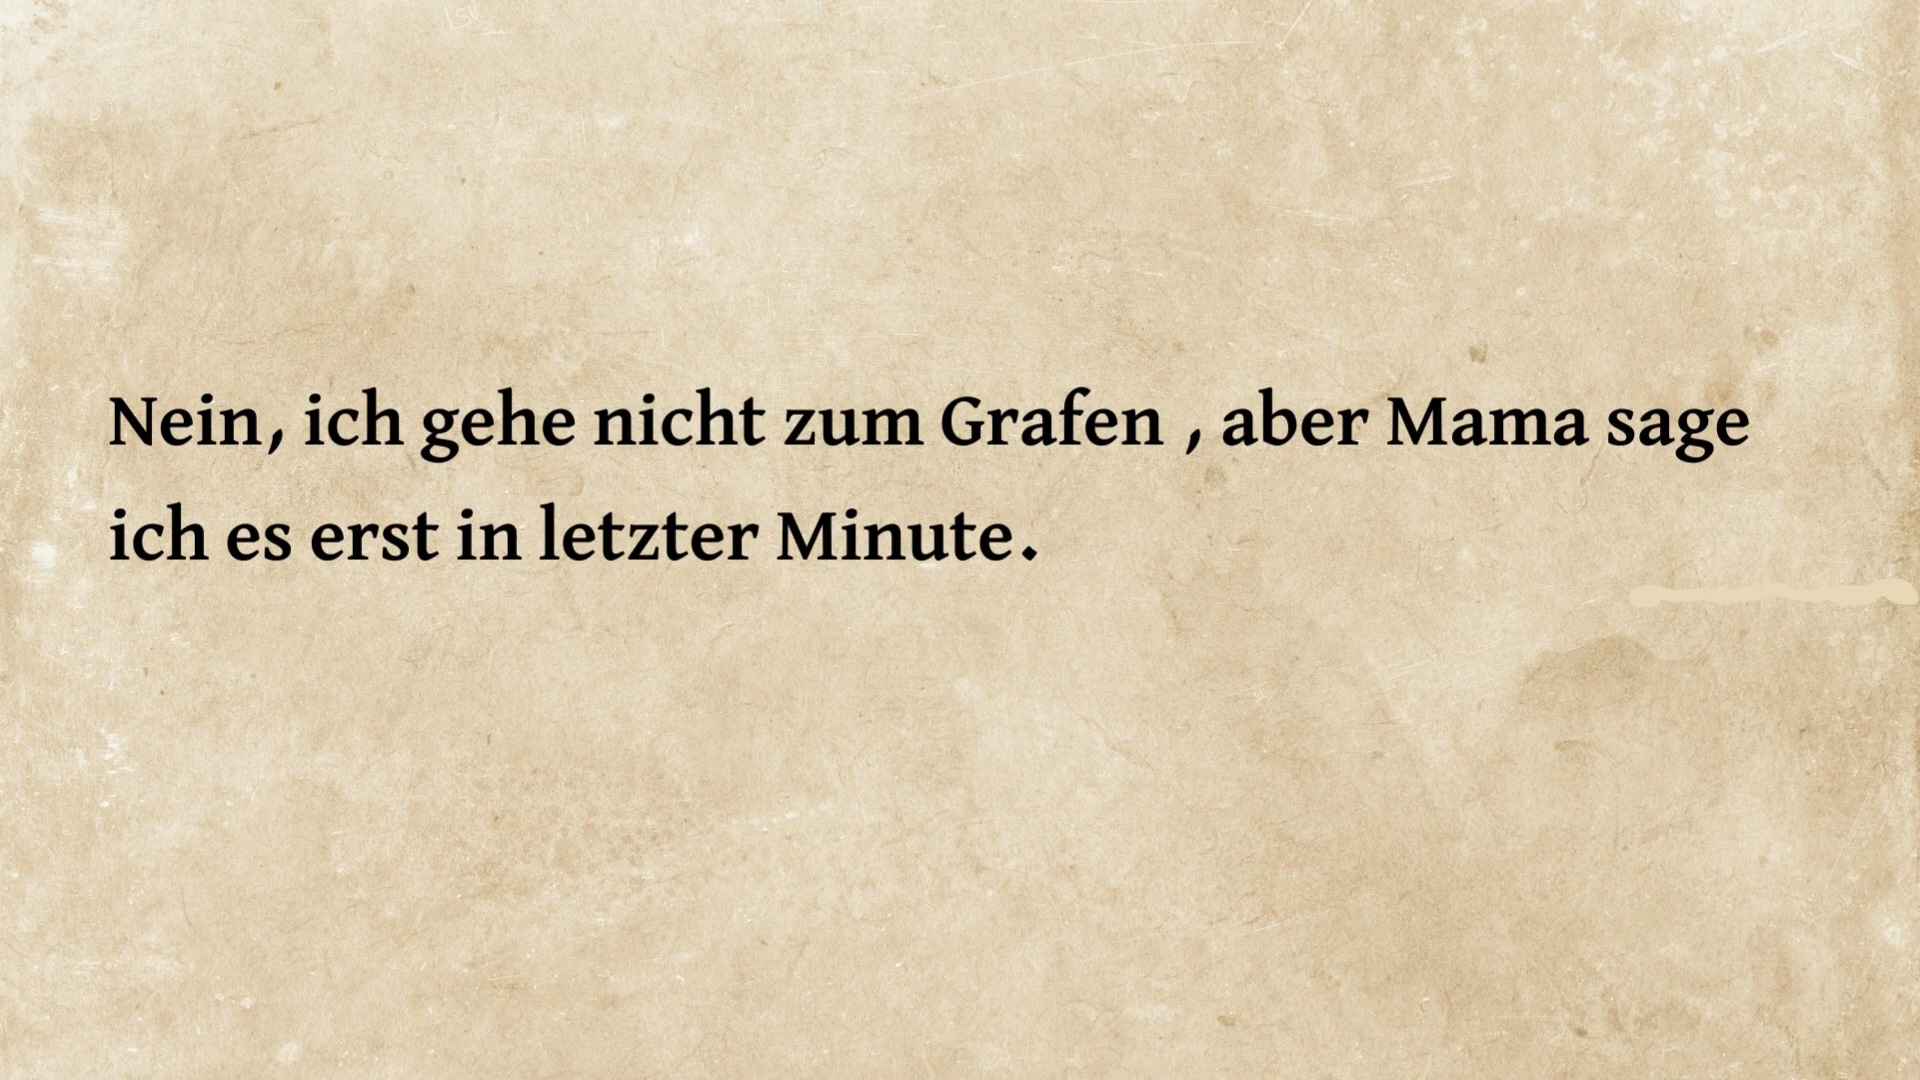 Nein, ich gehe nicht zum Grafen , aber Mama sage
ich es erst in letzter Minute.